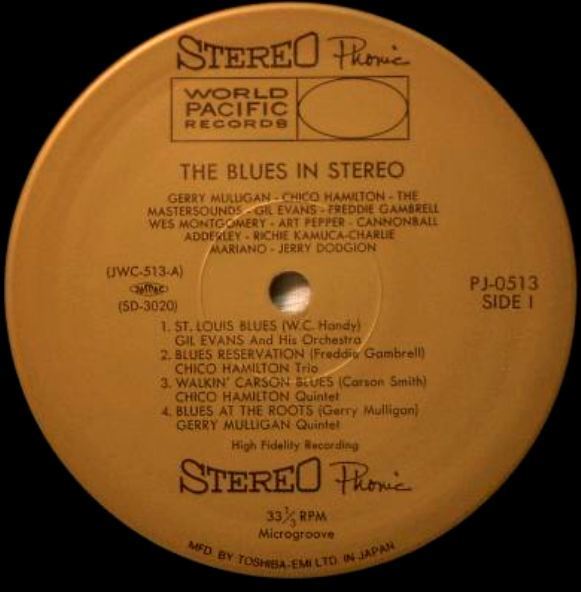 STEREO Phonic
WORLD
PACIFIC
RECORDS
THE BLUES IN STEREO
GERRY MULLIGAN - CHICO HAMILTON - THE
MASTERSOUNDS - GIL EVANS - FREDDIE GAMBRELL
WES MONTGOMERY - ART PEPPER - CANNONBALL
ADDERLEY - RICHIE KAMUCA-CHARLIE
MARIANO - JERRY DODGION
(JWC-513-A)
(SD-3020)
PJ-0513
SIDE 1
1. ST. LOUIS BLUES (W.C. Handy)
GIL EVANS And His Orchestra
2. BLUES RESERVATION (Freddie Gambrell)
CHICO HAMILTON Trio
3. WALKIN' CARSON BLUES (Carson Smith)
CHICO HAMILTON Quintet
4. BLUES AT THE ROOTS (Gerry Mulligan)
GERRY MULLIGAN Quintet
High Fidelity Recording
STEREO Phonic
33⅓ RPM
Microgroove
MFD. BY TOSHIBA-EMI LTD. IN JAPAN